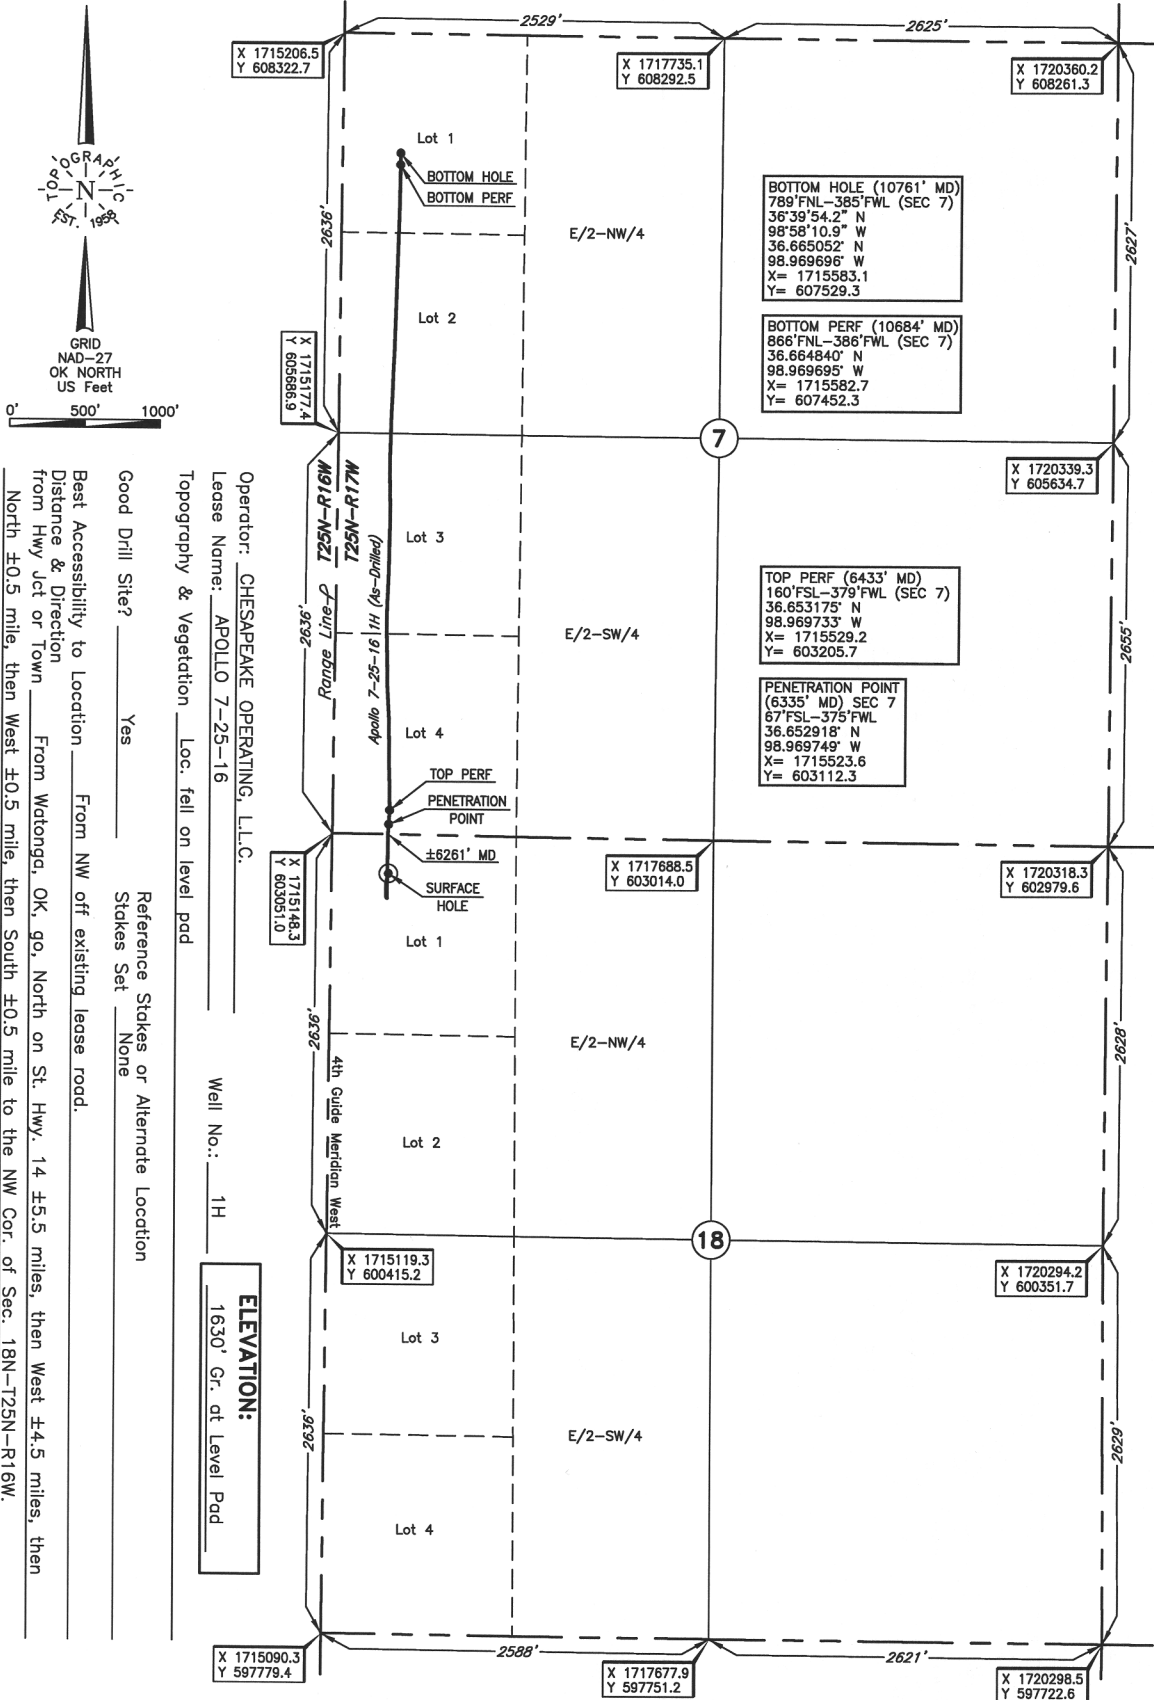 2529'
2625'
X 1715206.5
Y 608322.7
X 1717735.1
Y 608292.5
X 1720360.2
Y 608261.3
TOPOGRAPHIC
N
EST. 1958
GRID
NAD-27
OK NORTH
US Feet
0' 500' 1000'
Lot 1
BOTTOM HOLE
BOTTOM PERF
E/2-NW/4
2636'
2627'
BOTTOM HOLE (10761' MD)
789'FNL-385'FWL (SEC 7)
36°39'54.2" N
98°58'10.9" W
36.665052° N
98.969696° W
X= 1715583.1
Y= 607529.3
BOTTOM PERF (10684' MD)
866'FNL-386'FWL (SEC 7)
36.664840° N
98.969695° W
X= 1715582.7
Y= 607452.3
Lot 2
X 1715177.4
Y 605686.9
7
X 1720339.3
Y 605634.7
T25N-R16W
T25N-R17W
Range Line
Apollo 7-25-16 1H (As-Drilled)
Lot 3
E/2-SW/4
2636'
2655'
TOP PERF (6433' MD)
160'FSL-379'FWL (SEC 7)
36.653175° N
98.969733° W
X= 1715529.2
Y= 603205.7
PENETRATION POINT
(6335' MD) SEC 7
67'FSL-375'FWL
36.652918° N
98.969749° W
X= 1715523.6
Y= 603112.3
Lot 4
TOP PERF
PENETRATION
POINT
±6261' MD
SURFACE
HOLE
X 1715148.3
Y 603051.0
X 1717688.5
Y 603014.0
X 1720318.3
Y 602979.6
Lot 1
E/2-NW/4
2636'
2628'
4th Guide Meridian West
Lot 2
X 1715119.3
Y 600415.2
18
X 1720294.2
Y 600351.7
Lot 3
E/2-SW/4
2636'
2629'
Lot 4
X 1715090.3
Y 597779.4
2588'
X 1717677.9
Y 597751.2
2621'
X 1720298.5
Y 597722.6
Operator: CHESAPEAKE OPERATING, L.L.C.
Lease Name: APOLLO 7-25-16 Well No.: 1H
ELEVATION:
1630' Gr. at Level Pad
Topography & Vegetation Loc. fell on level pad
Reference Stakes or Alternate Location
Good Drill Site? Yes Stakes Set None
Best Accessibility to Location From NW off existing lease road.
Distance & Direction
from Hwy Jct or Town From Watonga, OK, go, North on St. Hwy. 14 ±5.5 miles, then West ±4.5 miles, then
North ±0.5 mile, then West ±0.5 mile, then South ±0.5 mile to the NW Cor. of Sec. 18N-T25N-R16W.